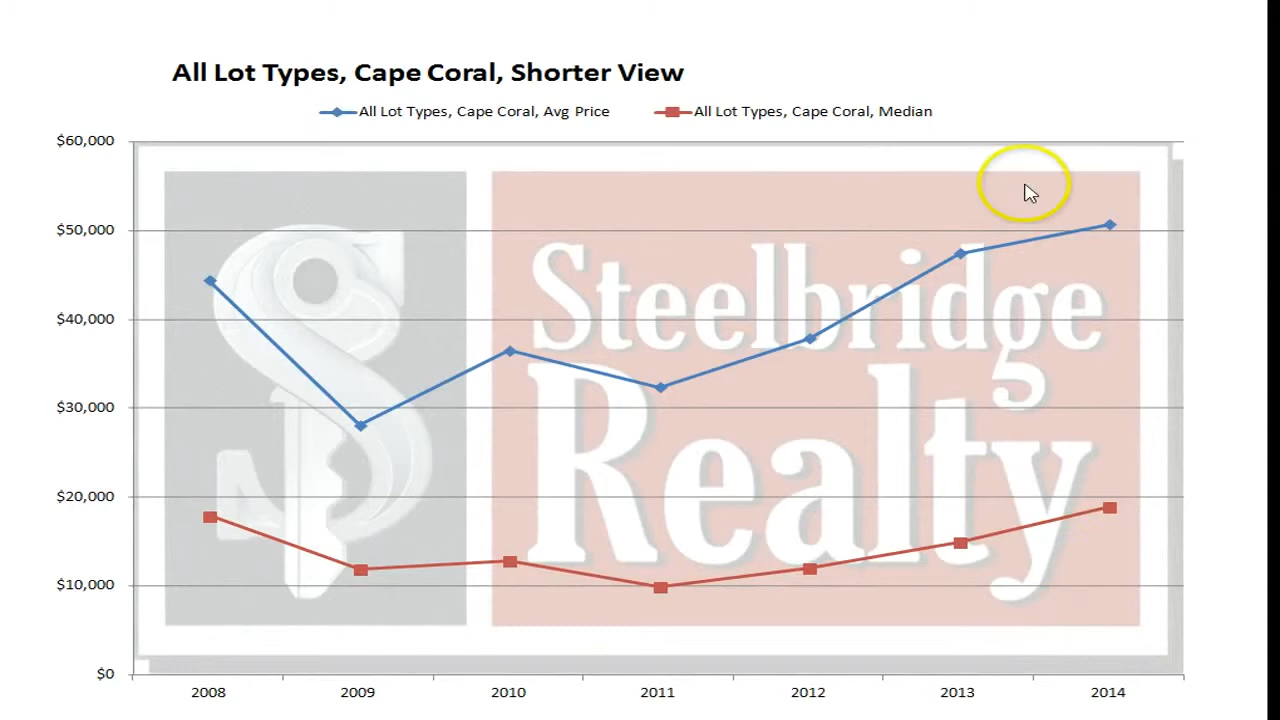 All Lot Types, Cape Coral, Shorter View
All Lot Types, Cape Coral, Avg Price All Lot Types, Cape Coral, Median
$60,000
$50,000
$40,000
$30,000
$20,000
$10,000
$0
Steelbridge
Realty
2008 2009 2010 2011 2012 2013 2014